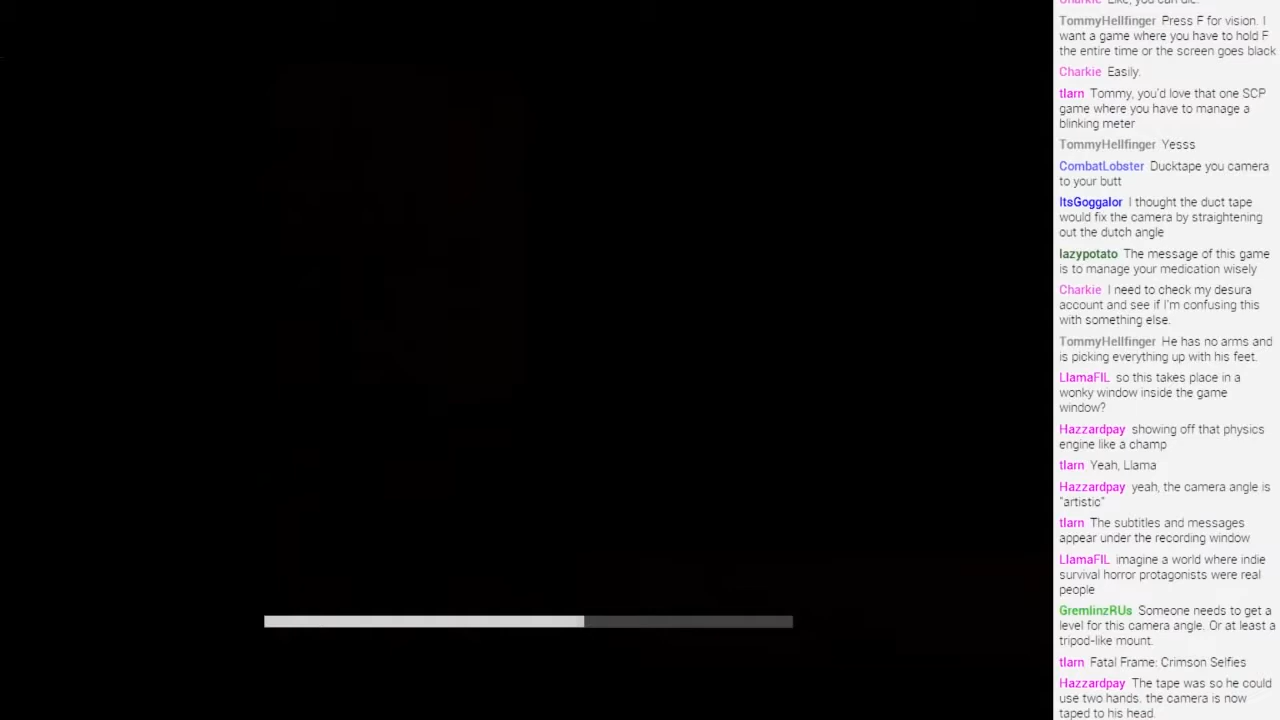 Charkie Like, you can die.
TommyHellfinger Press F for vision. I
want a game where you have to hold F
the entire time or the screen goes black
Charkie Easily.
tlarn Tommy, you'd love that one SCP
game where you have to manage a
blinking meter
TommyHellfinger Yesss
CombatLobster Ducktape you camera
to your butt
ItsGoggalor I thought the duct tape
would fix the camera by straightening
out the dutch angle
lazypotato The message of this game
is to manage your medication wisely
Charkie I need to check my desura
account and see if I'm confusing this
with something else.
TommyHellfinger He has no arms and
is picking everything up with his feet.
LlamaFIL so this takes place in a
wonky window inside the game
window?
Hazzardpay showing off that physics
engine like a champ
tlarn Yeah, Llama
Hazzardpay yeah, the camera angle is
"artistic"
tlarn The subtitles and messages
appear under the recording window
LlamaFIL imagine a world where indie
survival horror protagonists were real
people
GremlinzRUs Someone needs to get a
level for this camera angle. Or at least a
tripod-like mount.
tlarn Fatal Frame: Crimson Selfies
Hazzardpay The tape was so he could
use two hands. the camera is now
taped to his head.